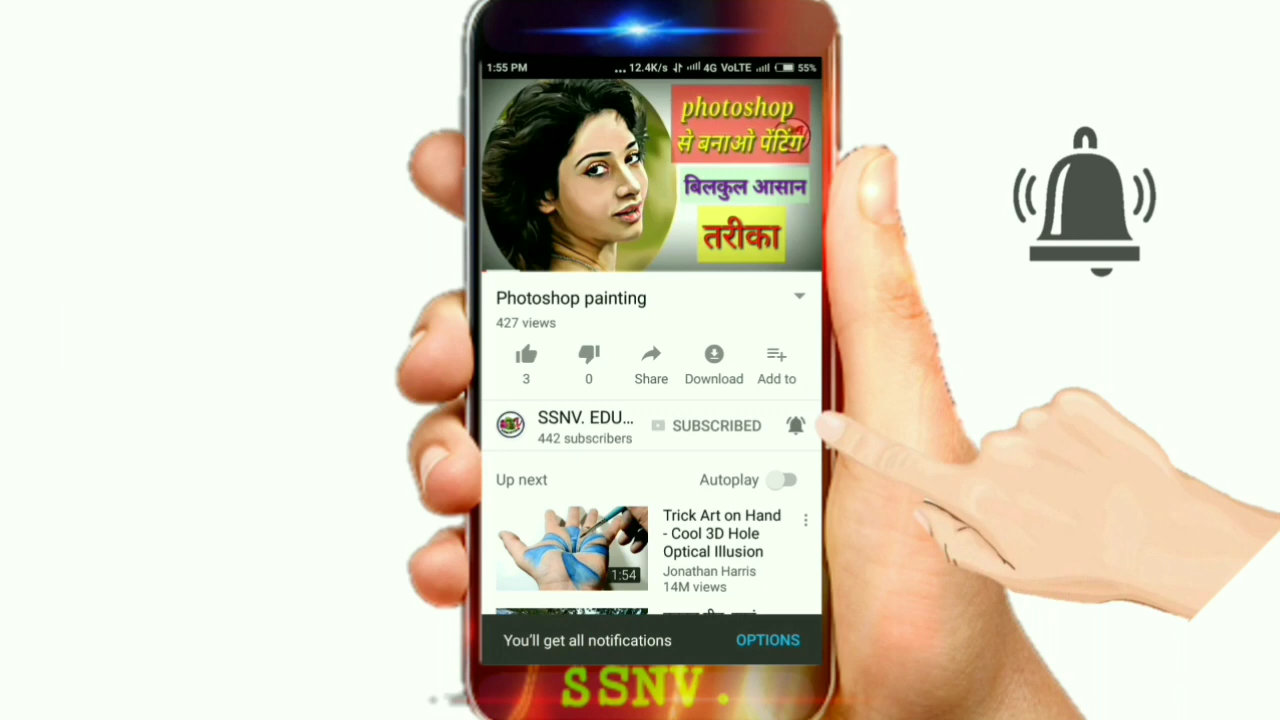 1:55 PM
... 12.4K/s 4G VoLTE 55%
photoshop
से बनाओ पेंटिंग
बिलकुल आसान
तरीका
Photoshop painting
427 views
3 0 Share Download Add to
SSNV. EDU... SUBSCRIBED
442 subscribers
Up next Autoplay
Trick Art on Hand
- Cool 3D Hole
Optical Illusion
Jonathan Harris
14M views
1:54
You'll get all notifications OPTIONS
SSNV.